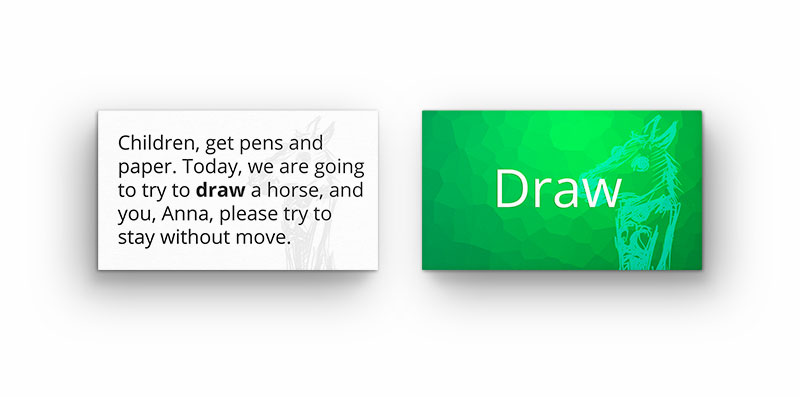 Children, get pens and
paper. Today, we are going
to try to draw a horse, and
you, Anna, please try to
stay without move.
Draw